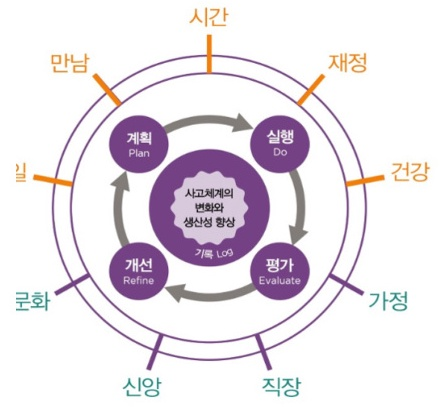 시간
만남
재정
일
건강
계획
Plan
실행
Do
사고체계의
변화와
생산성 향상
기록 Log
개선
Refine
평가
Evaluate
문화
가정
신앙
직장